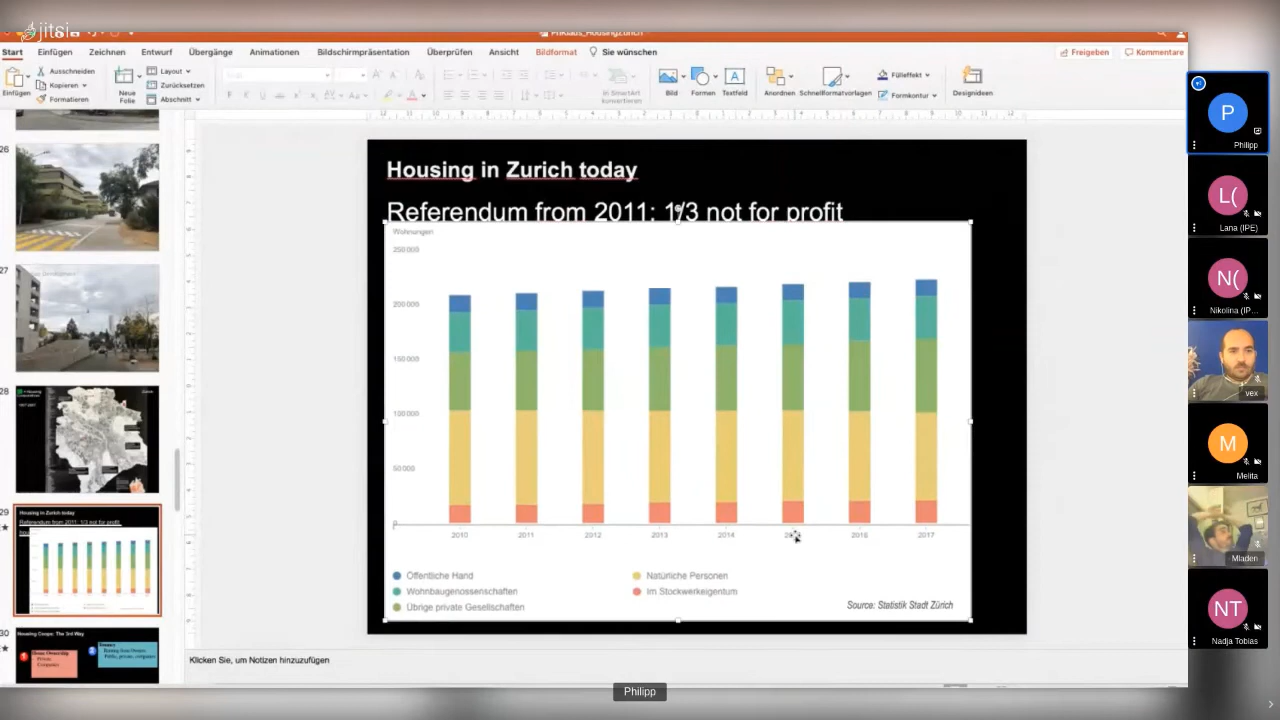 jitsi
PhKlaus_HousingZurich
Start Einfügen Zeichnen Entwurf Übergänge Animationen Bildschirmpräsentation Überprüfen Ansicht Bildformat Sie wünschen Freigeben Kommentare
Einfügen
Ausschneiden
Kopieren
Formatieren
Neue Folie
Layout
Zurücksetzen
Abschnitt
In SmartArt konvertieren
Bild
Formen
Textfeld
Anordnen
Schnellformatvorlagen
Fülleffekt
Formkontur
Designideen
26
27
28
29
Housing in Zurich today
Referendum from 2011: 1/3 not for profit
30
Housing Coops: The 3rd Way
Housing in Zurich today
Referendum from 2011: 1/3 not for profit
Wohnungen
250 000
200 000
150 000
100 000
50 000
0
2010 2011 2012 2013 2014 2016 2017
Öffentliche Hand
Wohnbaugenossenschaften
Übrige private Gesellschaften
Natürliche Personen
Im Stockwerkeigentum
Source: Statistik Stadt Zürich
Klicken Sie, um Notizen hinzuzufügen
Philipp
P
Philipp
L(
Lana (IPE)
N(
Nikolina (IP...
vex
M
Melita
Mladen
NT
Nadja Tobias